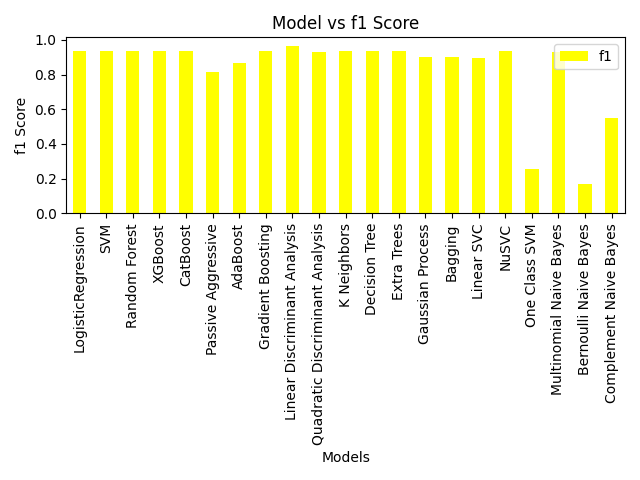 Model vs f1 Score
f1
f1 Score
1.0
0.8
0.6
0.4
0.2
0.0
LogisticRegression
SVM
Random Forest
XGBoost
CatBoost
Passive Aggressive
AdaBoost
Gradient Boosting
Linear Discriminant Analysis
Quadratic Discriminant Analysis
K Neighbors
Decision Tree
Extra Trees
Gaussian Process
Bagging
Linear SVC
NuSVC
One Class SVM
Multinomial Naive Bayes
Bernoulli Naive Bayes
Complement Naive Bayes
Models